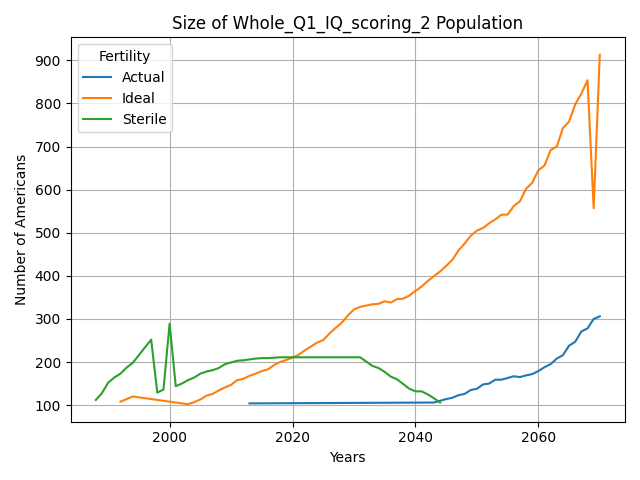 Size of Whole_Q1_IQ_scoring_2 Population
Fertility
Actual
Ideal
Sterile
Number of Americans
900
800
700
600
500
400
300
200
100
2000
2020
2040
2060
Years